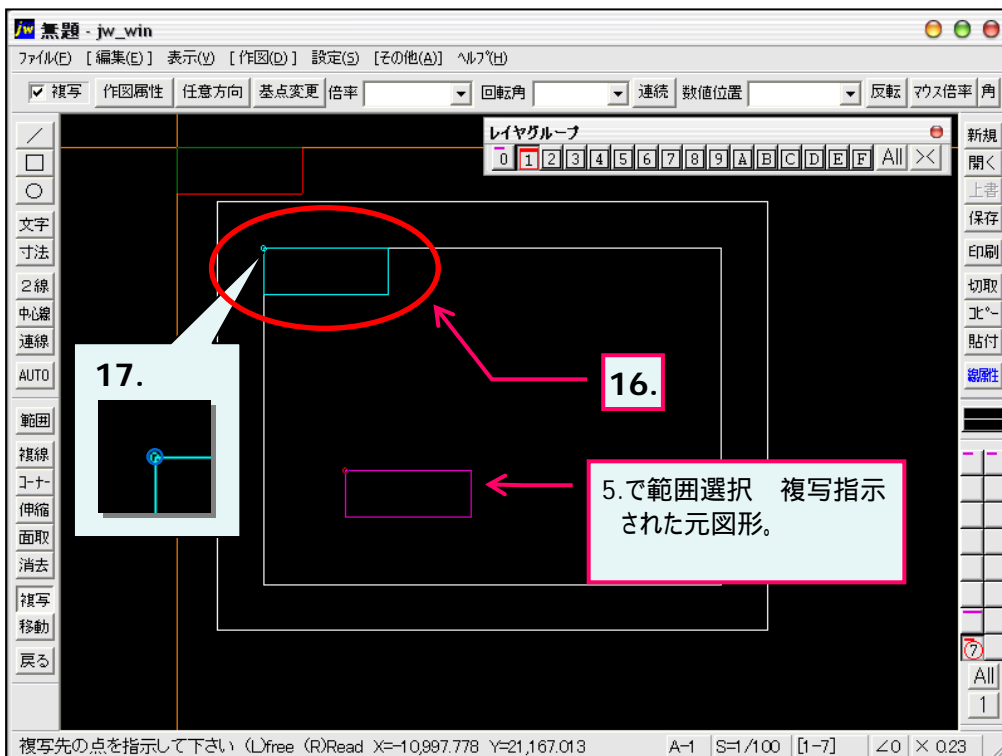 jw 無題 - jw_win
ファイル(F) [編集(E)] 表示(V) [作図(D)] 設定(S) [その他(A)] ヘルプ(H)
複写 作図属性 任意方向 基点変更 倍率 回転角 連続 数値位置 反転 マウス倍率 角
レイヤグループ
0 1 2 3 4 5 6 7 8 9 A B C D E F All ><
文字
寸法
2線
中心線
連線
AUTO
範囲
複線
コーナー
伸縮
面取
消去
複写
移動
戻る
17.
16.
5.で範囲選択 複写指示
された元図形。
新規
開く
上書
保存
印刷
切取
コピー
貼付
線属性
7
All
1
複写先の点を指示して下さい (L)free (R)Read X=-10,997.778 Y=21,167.013 A-1 S=1/100 [1-7] ∠0 × 0.23